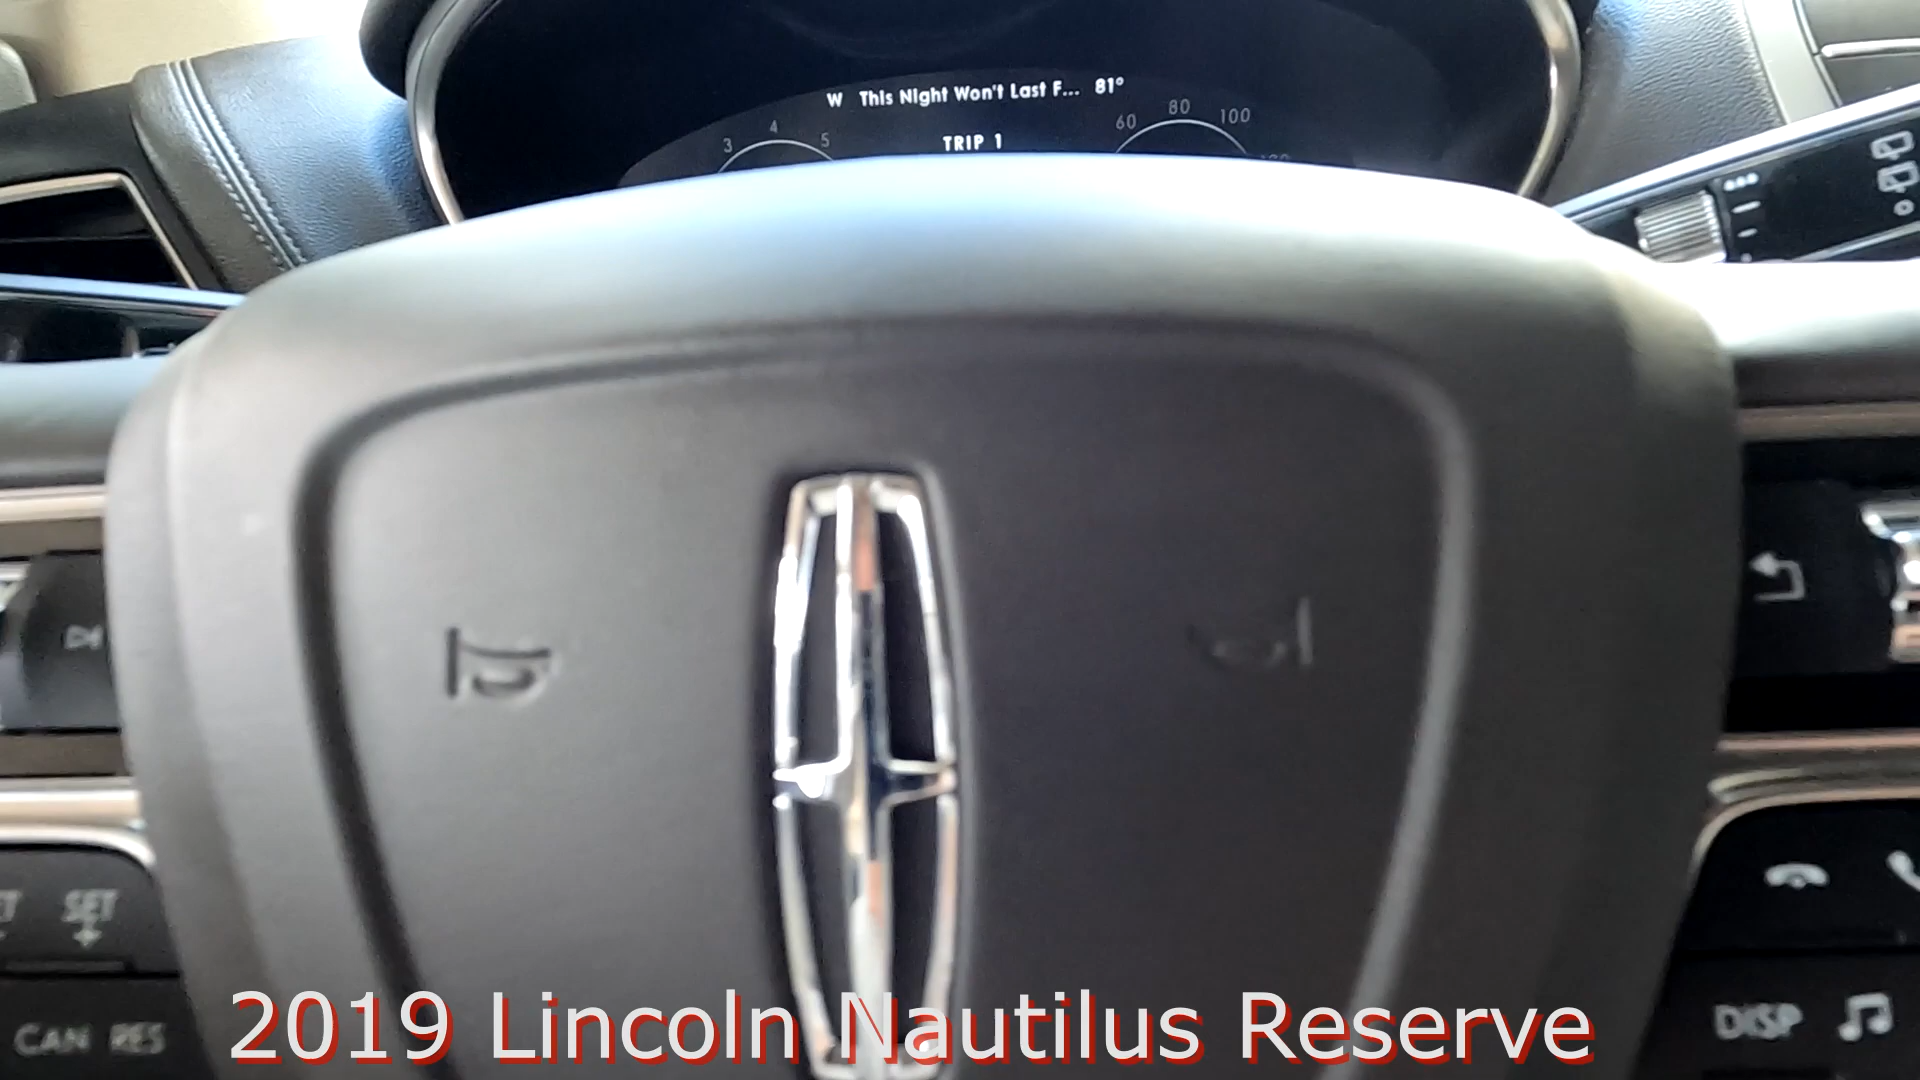 W This Night Won't Last F... 81°
3 4 5
TRIP 1
60 80 100
SET
CAN RES
DISP
2019 Lincoln Nautilus Reserve